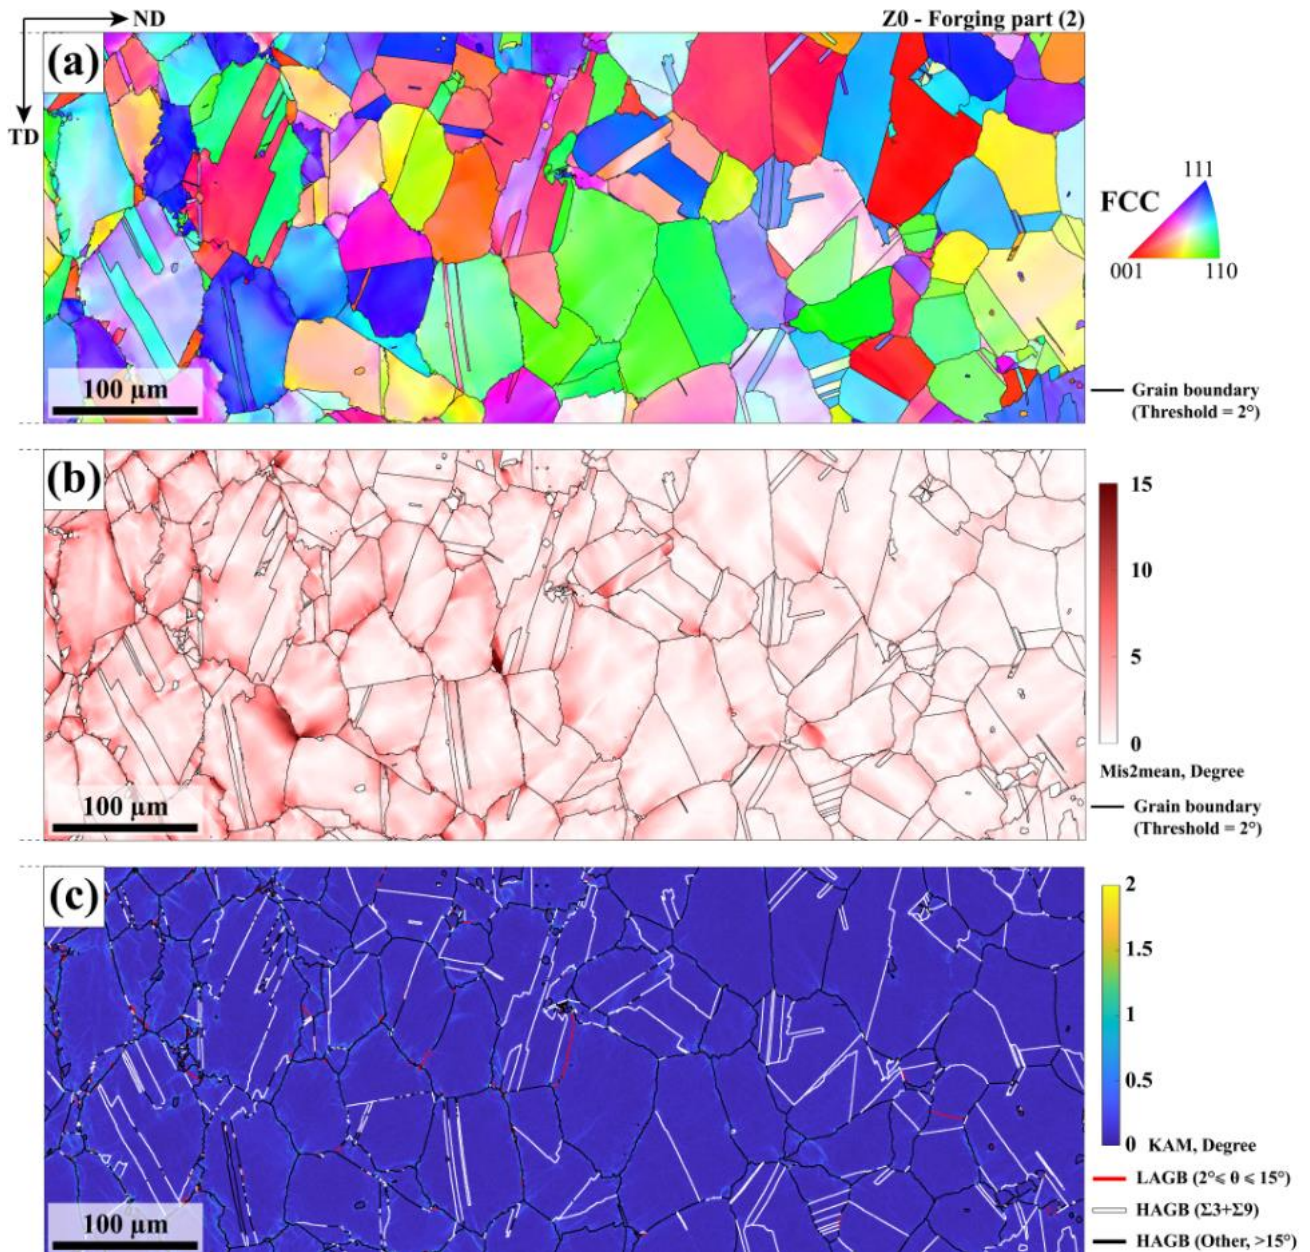 ND
Z0 - Forging part (2)
(a)
TD
111
FCC
001
110
100 µm
Grain boundary
(Threshold = 2°)
(b)
15
10
5
0
Mis2mean, Degree
100 µm
Grain boundary
(Threshold = 2°)
(c)
2
1.5
1
0.5
0 KAM, Degree
LAGB (2°⩽ θ ⩽ 15°)
HAGB (Σ3+Σ9)
100 µm
HAGB (Other, >15°)